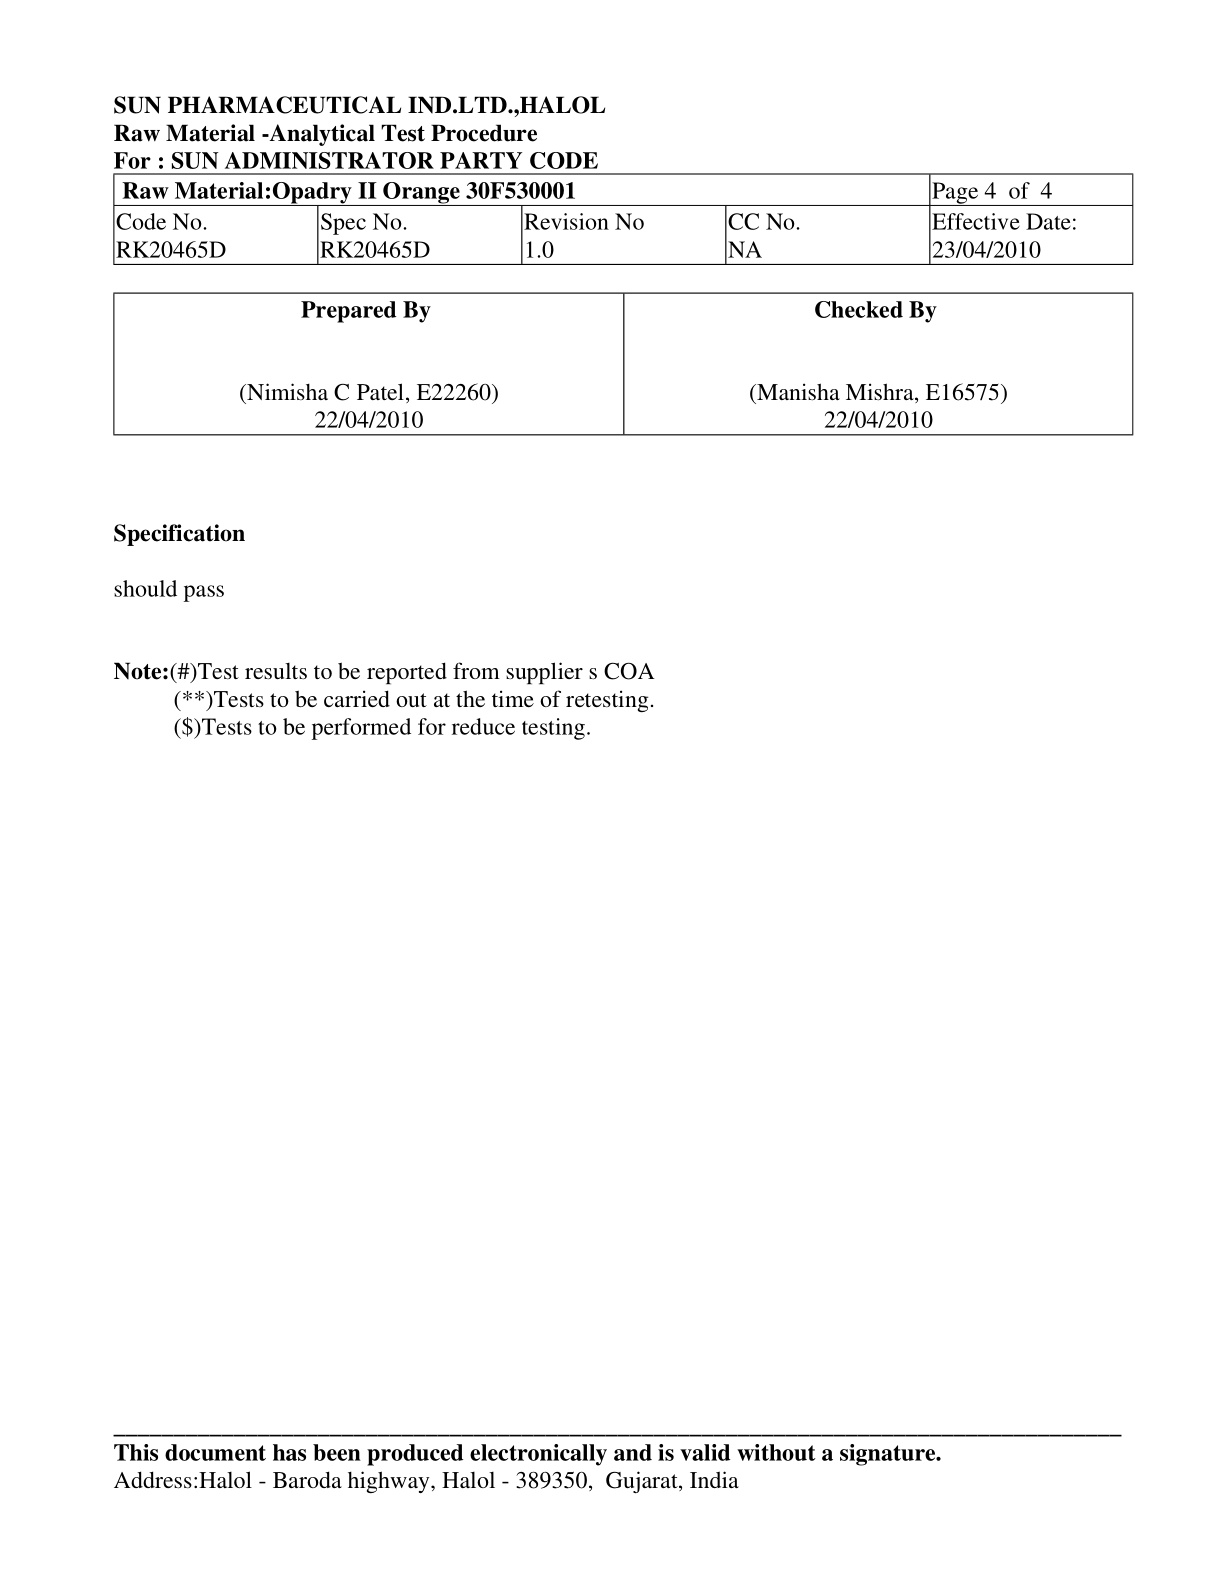 SUN PHARMACEUTICAL IND.LTD.,HALOL
Raw Material -Analytical Test Procedure
For : SUN ADMINISTRATOR PARTY CODE
Raw Material:Opadry II Orange 30F530001 Page 4 of 4
Code No. Spec No. Revision No CC No. Effective Date:
RK20465D RK20465D 1.0 NA 23/04/2010
Prepared By Checked By
(Nimisha C Patel, E22260) (Manisha Mishra, E16575)
22/04/2010 22/04/2010
Specification
should pass
Note:(#)Test results to be reported from supplier s COA
(**)Tests to be carried out at the time of retesting.
($)Tests to be performed for reduce testing.
This document has been produced electronically and is valid without a signature.
Address:Halol - Baroda highway, Halol - 389350, Gujarat, India